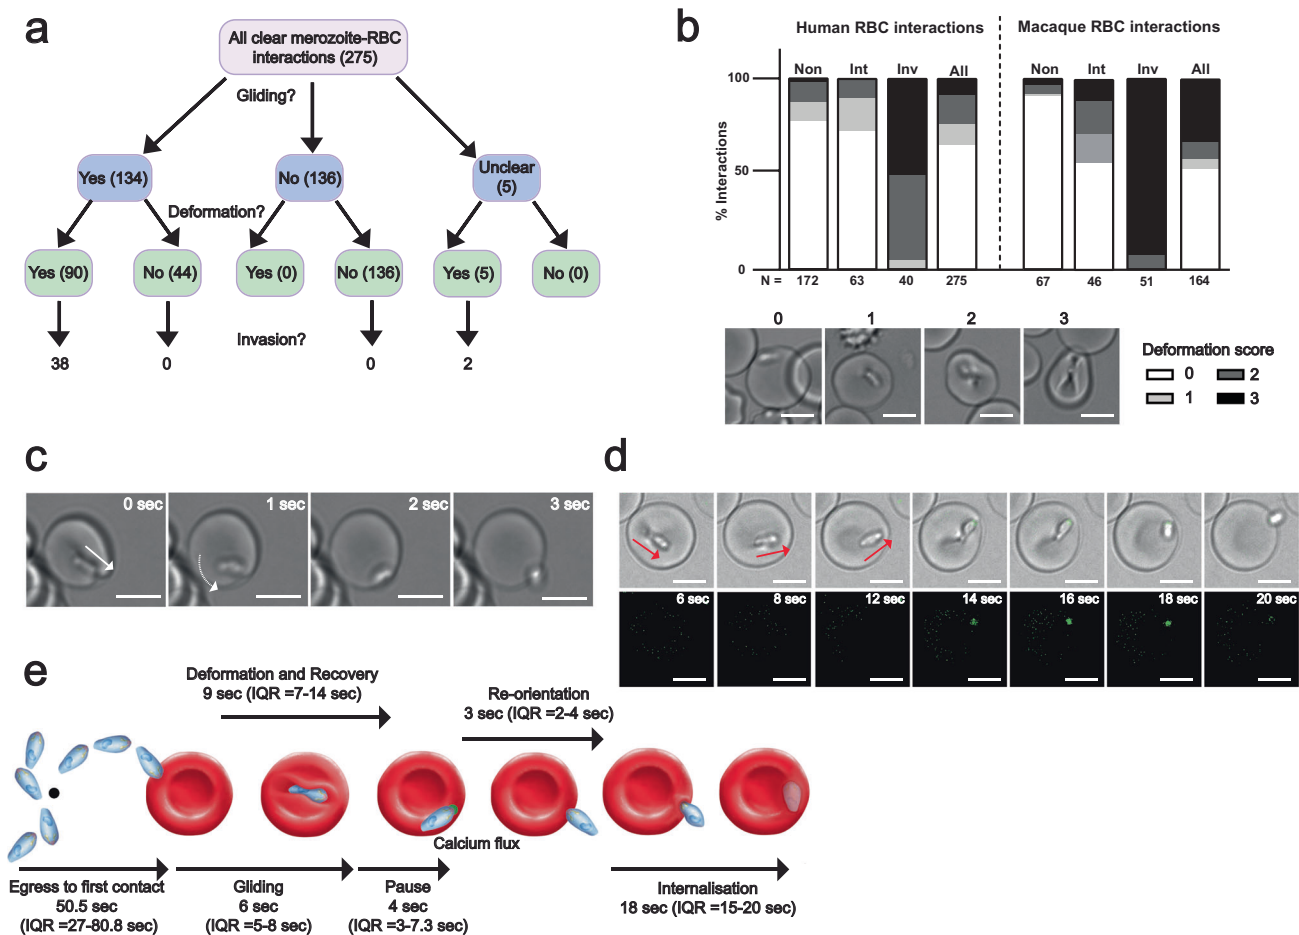 a
All clear merozoite-RBC
interactions (275)
Gliding?
Yes (134)
No (136)
Unclear
(5)
Deformation?
Yes (90)
No (44)
Yes (0)
No (136)
Yes (5)
No (0)
Invasion?
38
0
0
2
b
Human RBC interactions
Macaque RBC interactions
Non Int Inv All
Non Int Inv All
% Interactions
100
50
0
N = 172 63 40 275
67 46 51 164
0 1 2 3
Deformation score
0 2
1 3
c
0 sec 1 sec 2 sec 3 sec
d
6 sec 8 sec 12 sec 14 sec 16 sec 18 sec 20 sec
e
Deformation and Recovery
9 sec (IQR =7-14 sec)
Re-orientation
3 sec (IQR =2-4 sec)
Calcium flux
Egress to first contact
50.5 sec
(IQR =27-80.8 sec)
Gliding
6 sec
(IQR =5-8 sec)
Pause
4 sec
(IQR =3-7.3 sec)
Internalisation
18 sec (IQR =15-20 sec)